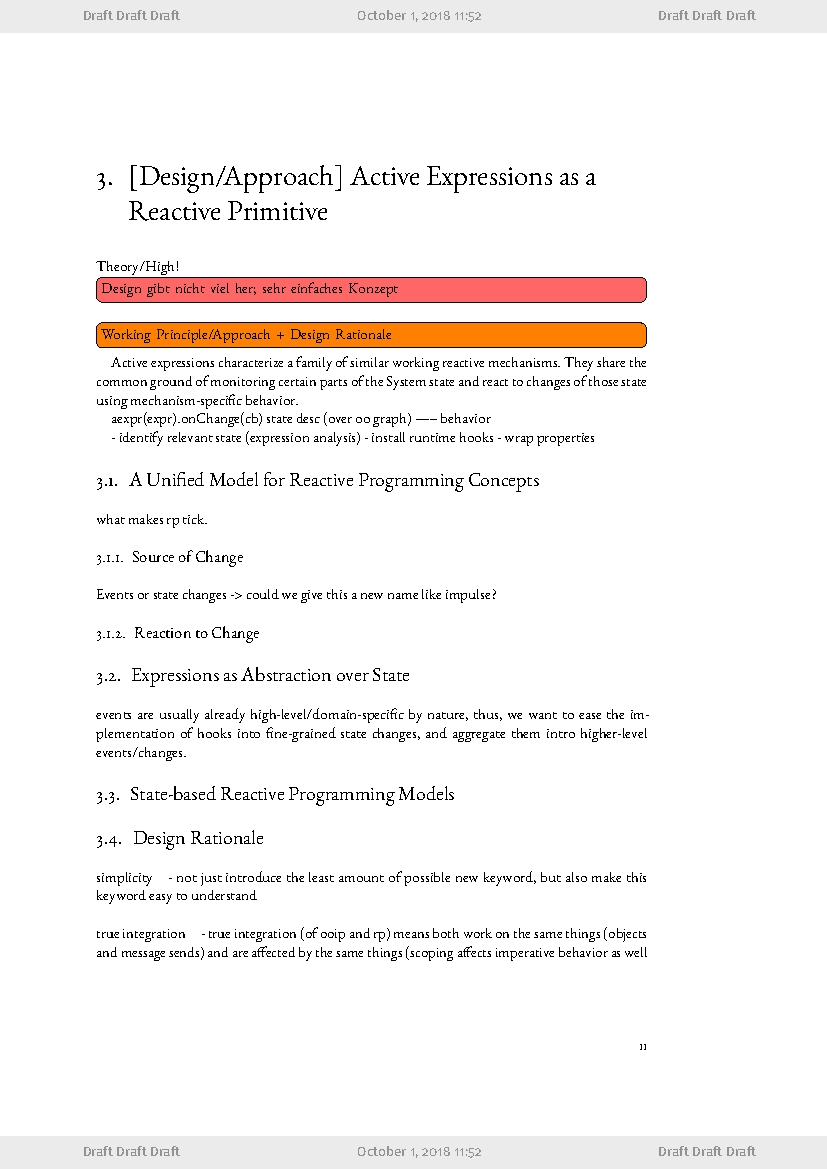 Draft Draft Draft October 1, 2018 11:52 Draft Draft Draft
3. [Design/Approach] Active Expressions as a
Reactive Primitive
Theory/High!
Design gibt nicht viel her; sehr einfaches Konzept
Working Principle/Approach + Design Rationale
Active expressions characterize a family of similar working reactive mechanisms. They share the
common ground of monitoring certain parts of the System state and react to changes of those state
using mechanism-specific behavior.
aexpr(expr).onChange(cb) state desc (over oo graph) —– behavior
- identify relevant state (expression analysis) - install runtime hooks - wrap properties
3.1. A Unified Model for Reactive Programming Concepts
what makes rp tick.
3.1.1. Source of Change
Events or state changes -> could we give this a new name like impulse?
3.1.2. Reaction to Change
3.2. Expressions as Abstraction over State
events are usually already high-level/domain-specific by nature, thus, we want to ease the im-
plementation of hooks into fine-grained state changes, and aggregate them intro higher-level
events/changes.
3.3. State-based Reactive Programming Models
3.4. Design Rationale
simplicity - not just introduce the least amount of possible new keyword, but also make this
keyword easy to understand
true integration - true integration (of ooip and rp) means both work on the same things (objects
and message sends) and are affected by the same things (scoping affects imperative behavior as well
11
Draft Draft Draft October 1, 2018 11:52 Draft Draft Draft